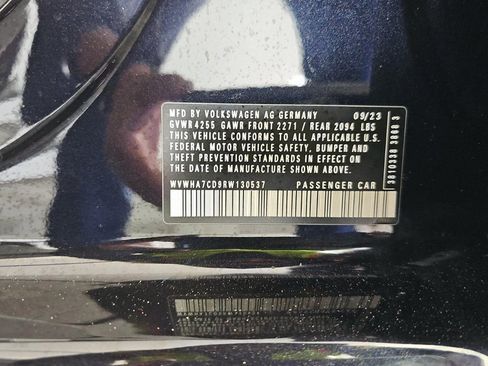 MFD BY VOLKSWAGEN AG GERMANY 09/23
GVWR 4255 GAWR FRONT 2271 / REAR 2094 LBS
THIS VEHICLE CONFORMS TO ALL APPLICABLE U.S.
FEDERAL MOTOR VEHICLE SAFETY, BUMPER AND
THEFT PREVENTION STANDARDS IN EFFECT ON
THE DATE OF MANUFACTURE SHOWN ABOVE.
WVWHA7CD9RW130537 PASSENGER CAR